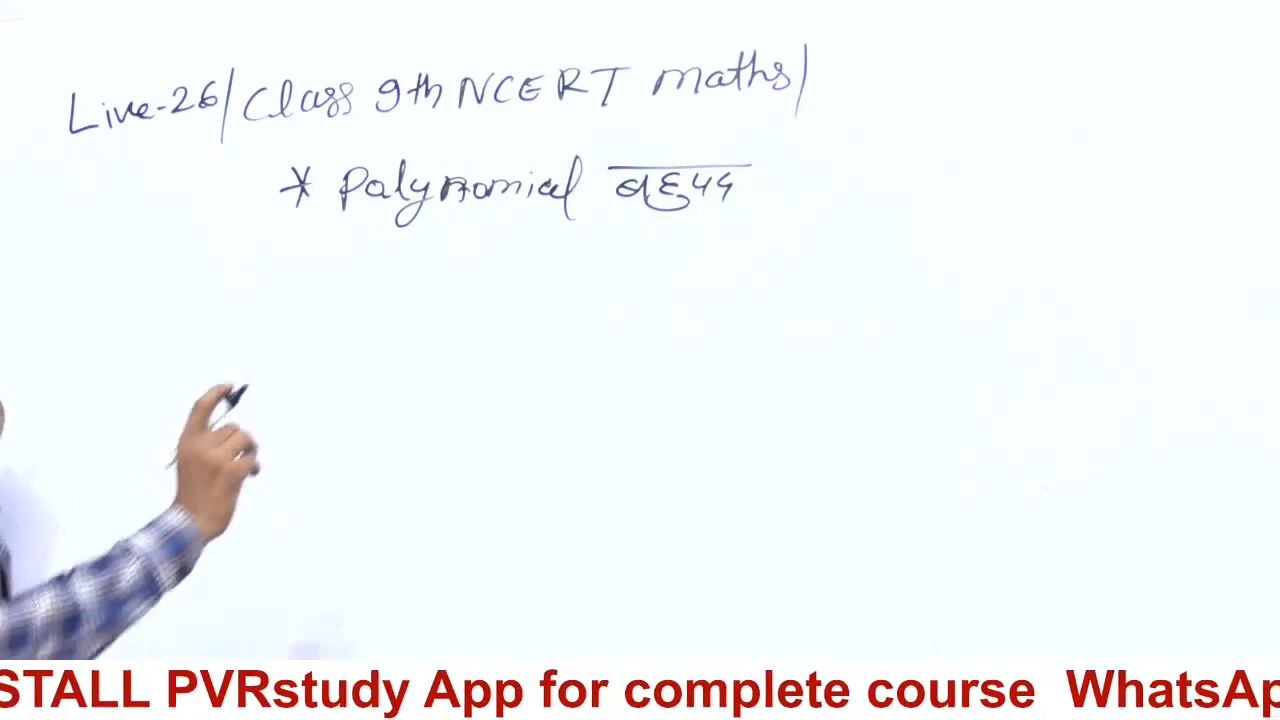 Live-26/Class 9th NCERT Maths/
* Polynomial बहुपद
STALL PVRstudy App for complete course WhatsAp